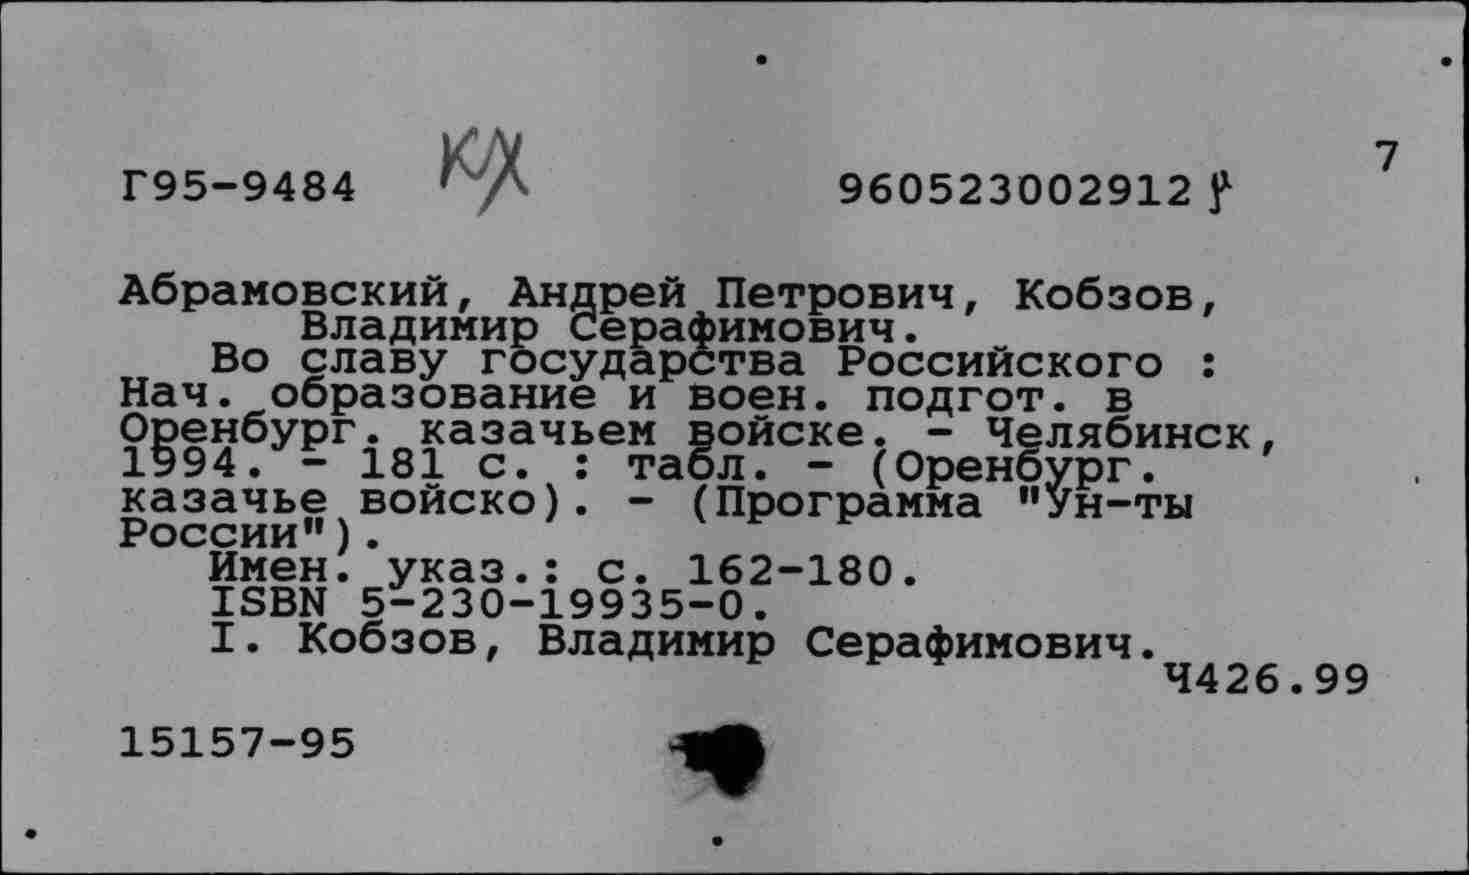 7
Г95-9484 КХ 960523002912
Абрамовский, Андрей Петрович, Кобзов,
Владимир Серафимович.
Во славу государства Российского :
Нач. образование и воен. подгот. в
Оренбург. казачьем войске. - Челябинск,
1994. - 181 с. : табл. - (Оренбург.
казачье войско). - (Программа "Ун-ты
России").
Имен. указ.: с. 162-180.
ISBN 5-230-19935-0.
I. Кобзов, Владимир Серафимович.
Ч426.99
15157-95